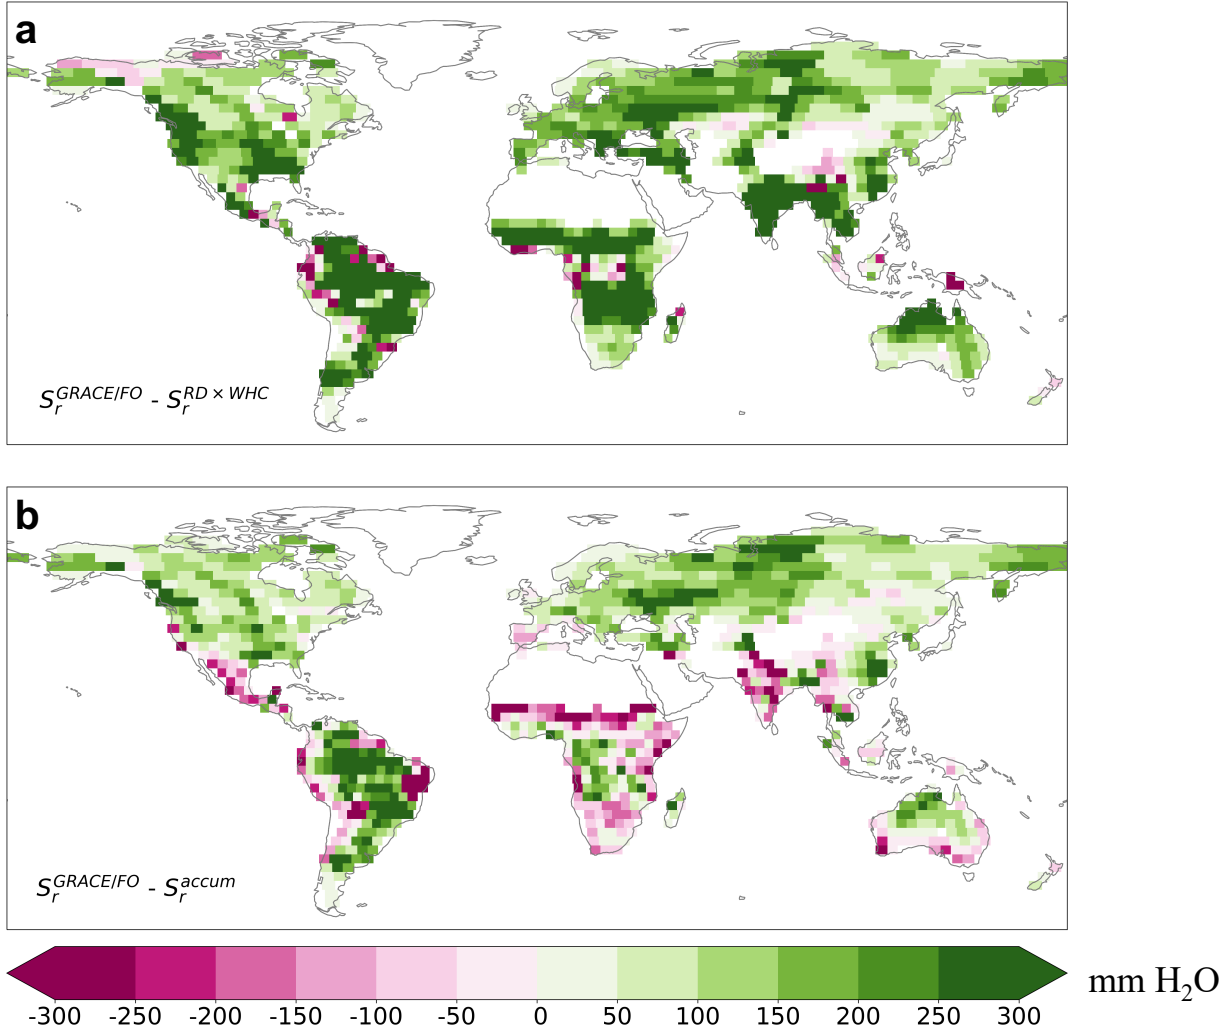 a
S_r^{GRACE/FO} - S_r^{RD × WHC}
b
S_r^{GRACE/FO} - S_r^{accum}
mm H₂O
-300 -250 -200 -150 -100 -50 0 50 100 150 200 250 300